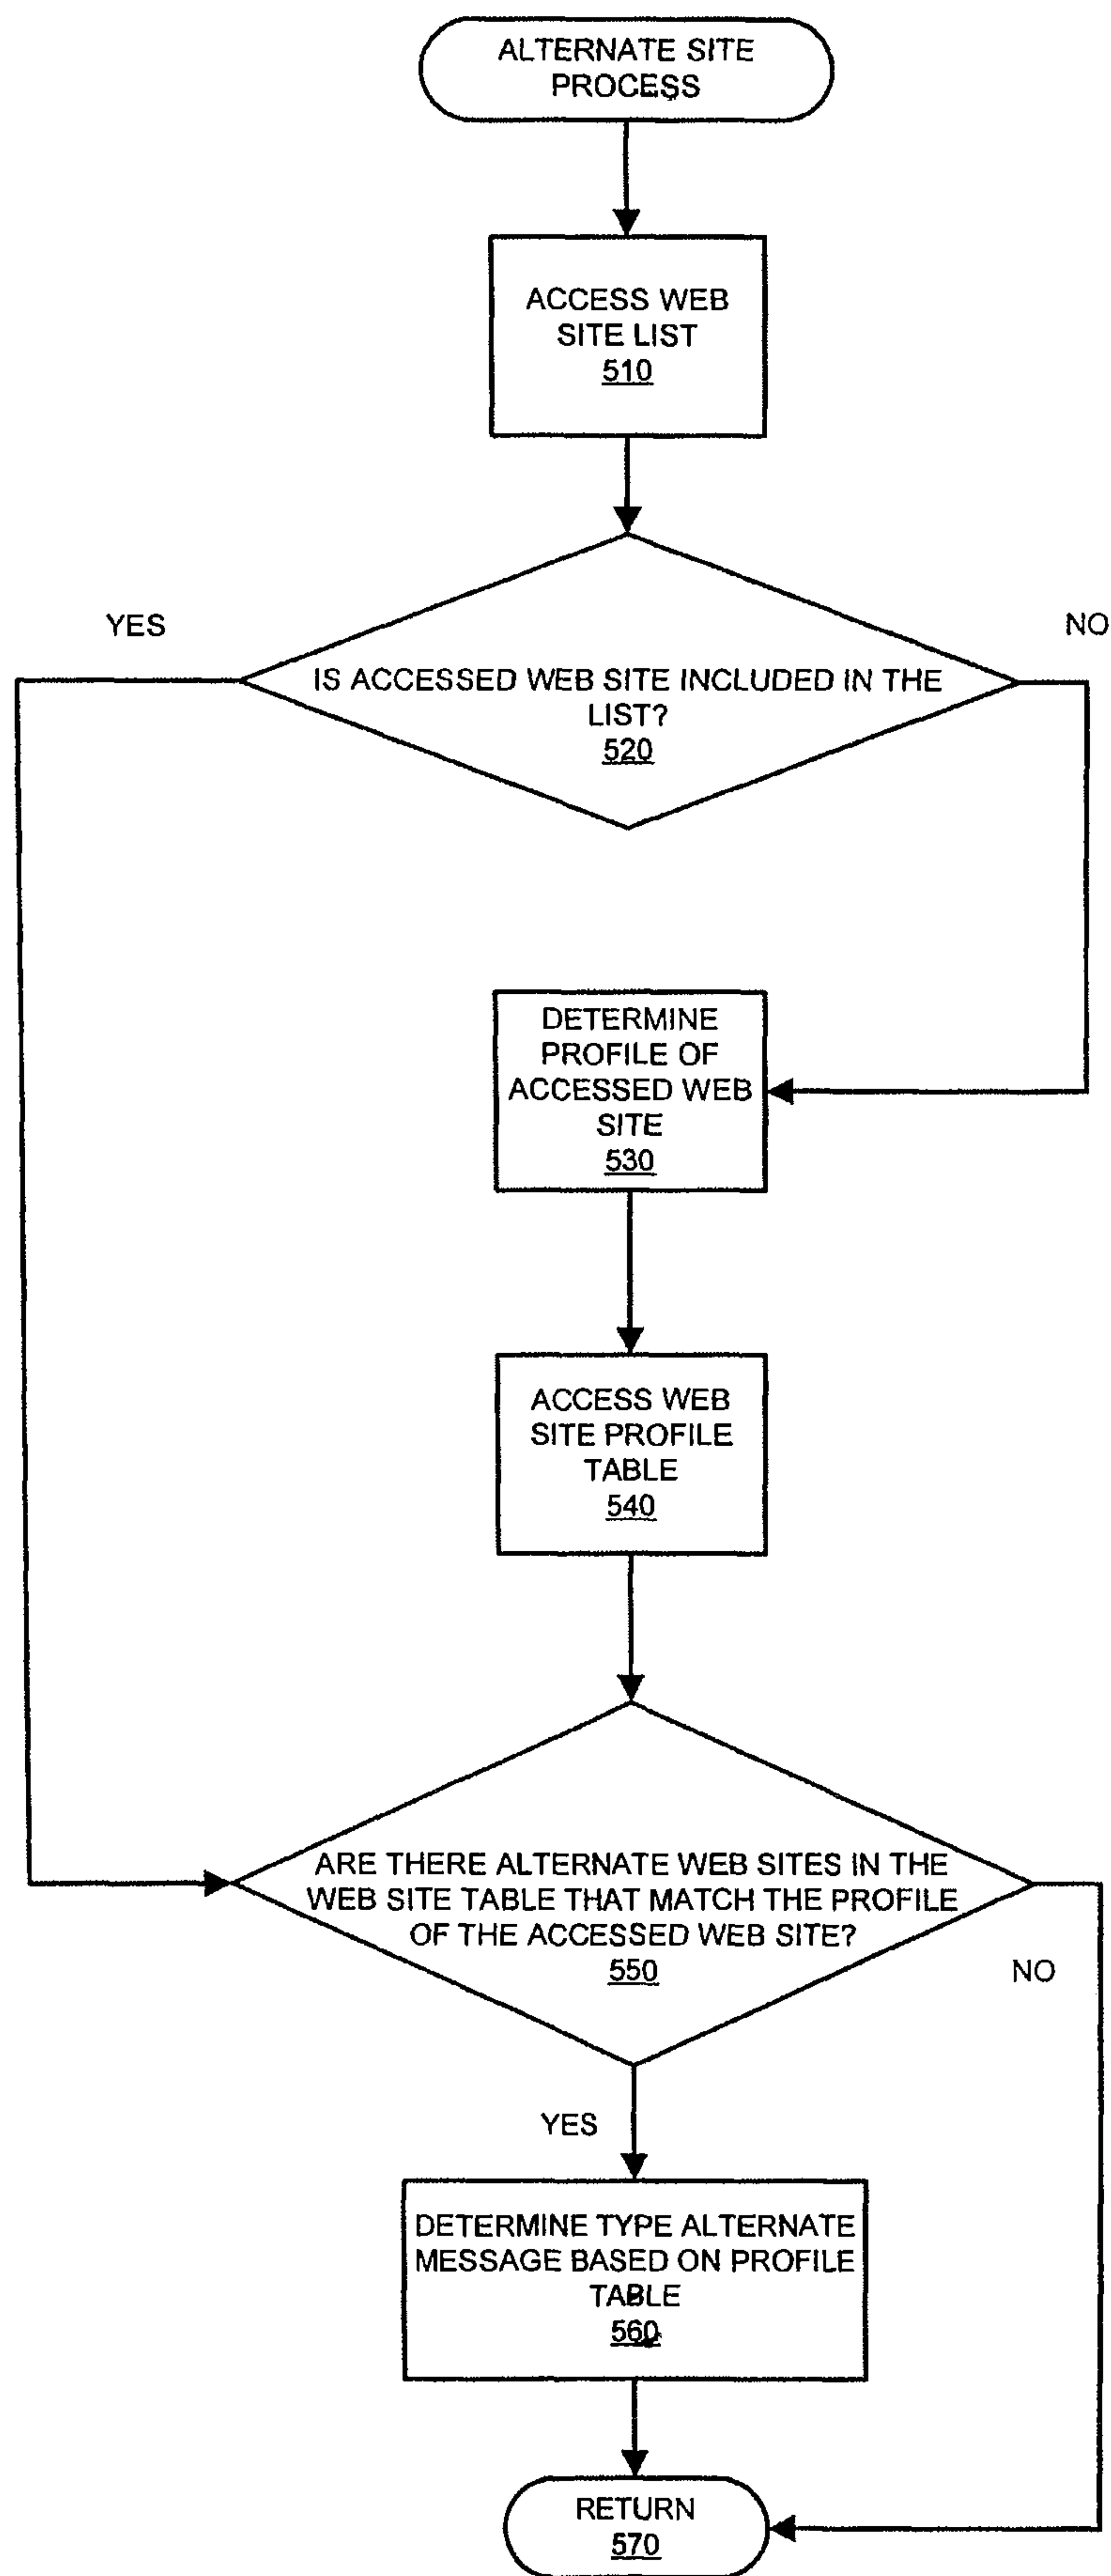 ALTERNATE SITE
PROCESS
ACCESS WEB
SITE LIST
510
YES
NO
IS ACCESSED WEB SITE INCLUDED IN THE
LIST?
520
DETERMINE
PROFILE OF
ACCESSED WEB
SITE
530
ACCESS WEB
SITE PROFILE
TABLE
540
ARE THERE ALTERNATE WEB SITES IN THE
WEB SITE TABLE THAT MATCH THE PROFILE
OF THE ACCESSED WEB SITE?
550
NO
YES
DETERMINE TYPE ALTERNATE
MESSAGE BASED ON PROFILE
TABLE
560
RETURN
570